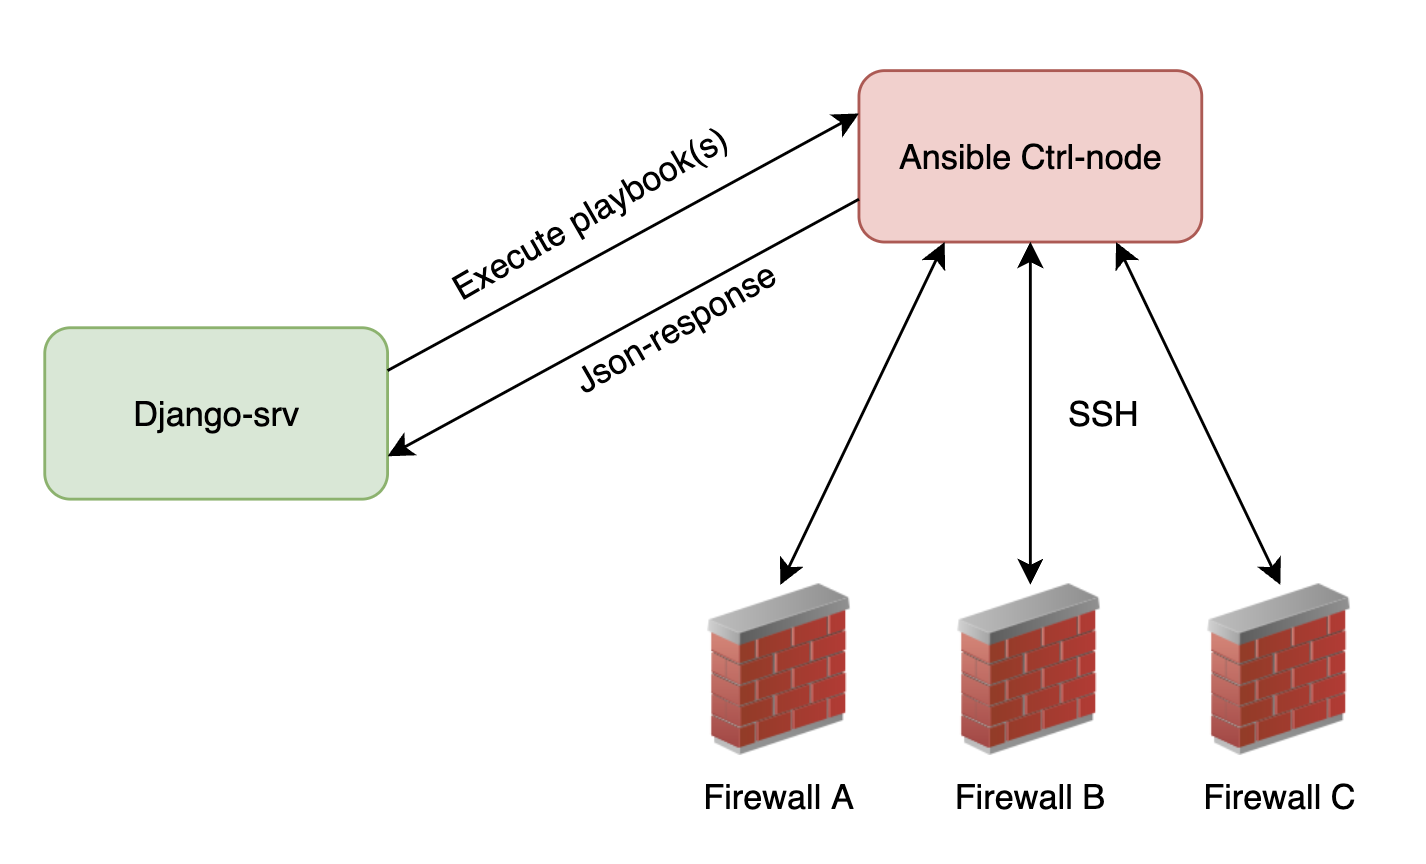 Ansible Ctrl-node
Execute playbook(s)
Json-response
Django-srv
SSH
Firewall A
Firewall B
Firewall C